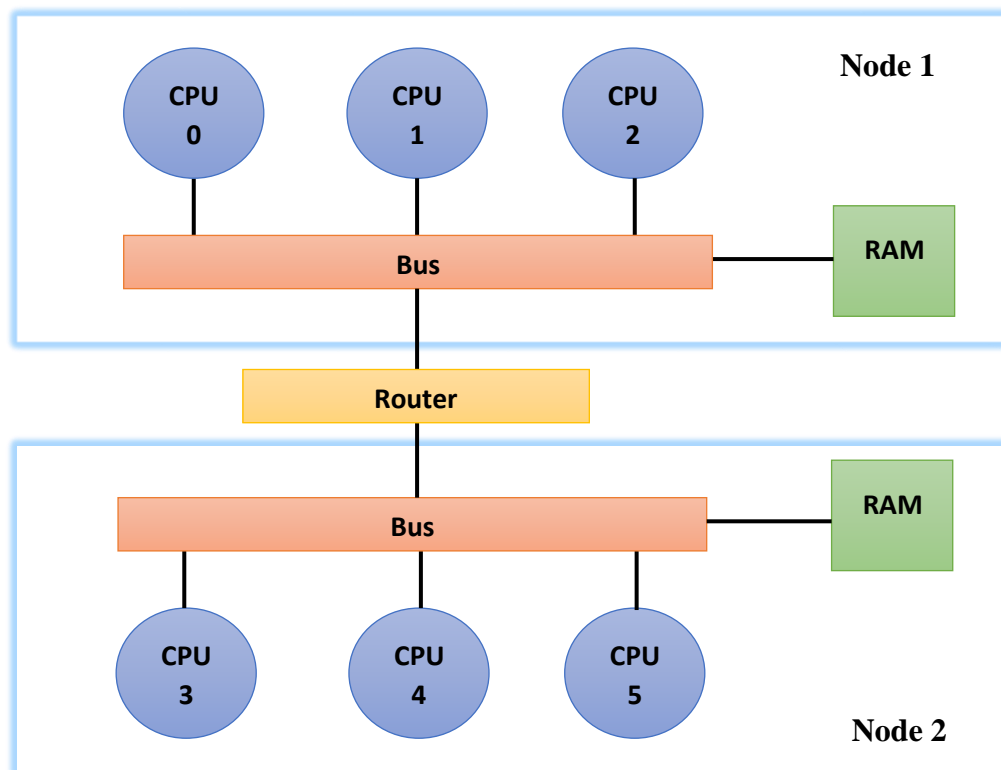 Node 1
CPU
0
CPU
1
CPU
2
RAM
Bus
Router
RAM
Bus
CPU
3
CPU
4
CPU
5
Node 2